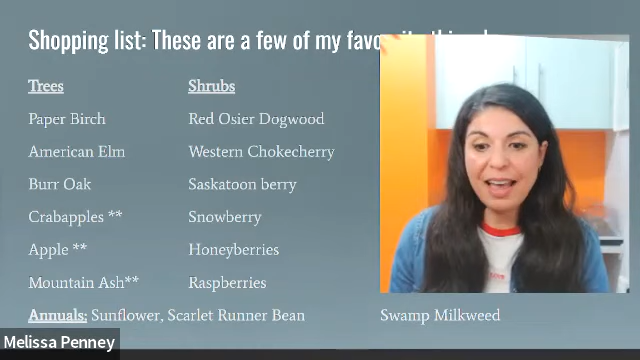 Shopping list: These are a few of my
Trees Shrubs
Paper Birch Red Osier Dogwood
American Elm Western Chokecherry
Burr Oak Saskatoon berry
Crabapples ** Snowberry
Apple ** Honeyberries
Mountain Ash** Raspberries
Annuals: Sunflower, Scarlet Runner Bean Swamp Milkweed
Melissa Penney